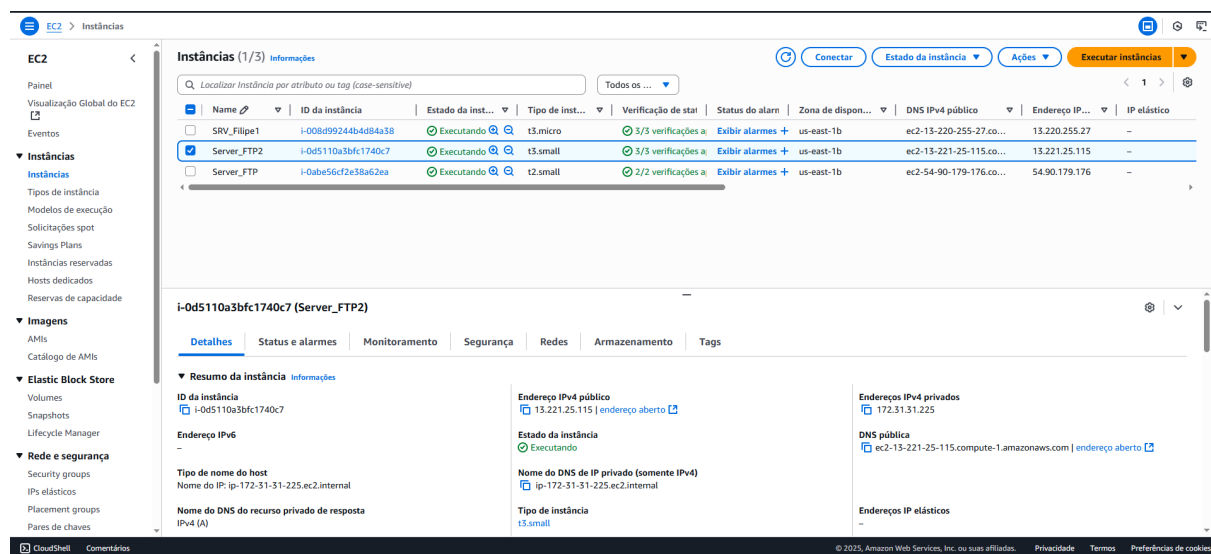 EC2 > Instâncias
EC2
Painel
Visualização Global do EC2
Eventos
Instâncias
Instâncias
Tipos de instância
Modelos de execução
Solicitações spot
Savings Plans
Instâncias reservadas
Hosts dedicados
Reservas de capacidade
Imagens
AMIs
Catálogo de AMIs
Elastic Block Store
Volumes
Snapshots
Lifecycle Manager
Rede e segurança
Security groups
IPs elásticos
Placement groups
Pares de chaves
Instâncias (1/3) Informações
Conectar Estado da instância Ações Executar instâncias
Localizar Instância por atributo ou tag (case-sensitive) Todos os ... 1
Name ID da instância Estado da inst... Tipo de inst... Verificação de stat Status do alarn Zona de dispon... DNS IPv4 público Endereço IP... IP elástico
SRV_Filipe1 i-008d99244b4d84a38 Executando t3.micro 3/3 verificações a Exibir alarmes + us-east-1b ec2-13-220-255-27.co... 13.220.255.27 –
Server_FTP2 i-0d5110a3bfc1740c7 Executando t3.small 3/3 verificações a Exibir alarmes + us-east-1b ec2-13-221-25-115.co... 13.221.25.115 –
Server_FTP i-0abe56cf2e38a62ea Executando t2.small 2/2 verificações a Exibir alarmes + us-east-1b ec2-54-90-179-176.co... 54.90.179.176 –
i-0d5110a3bfc1740c7 (Server_FTP2)
Detalhes Status e alarmes Monitoramento Segurança Redes Armazenamento Tags
Resumo da instância Informações
ID da instância
i-0d5110a3bfc1740c7
Endereço IPv4 público
13.221.25.115 | endereço aberto
Endereços IPv4 privados
172.31.31.225
Endereço IPv6
–
Estado da instância
Executando
DNS pública
ec2-13-221-25-115.compute-1.amazonaws.com | endereço aberto
Tipo de nome do host
Nome do IP: ip-172-31-31-225.ec2.internal
Nome do DNS de IP privado (somente IPv4)
ip-172-31-31-225.ec2.internal
Nome do DNS do recurso privado de resposta
IPv4 (A)
Tipo de instância
t3.small
Endereços IP elásticos
–
CloudShell Comentários © 2025, Amazon Web Services, Inc. ou suas afiliadas. Privacidade Termos Preferências de cookies